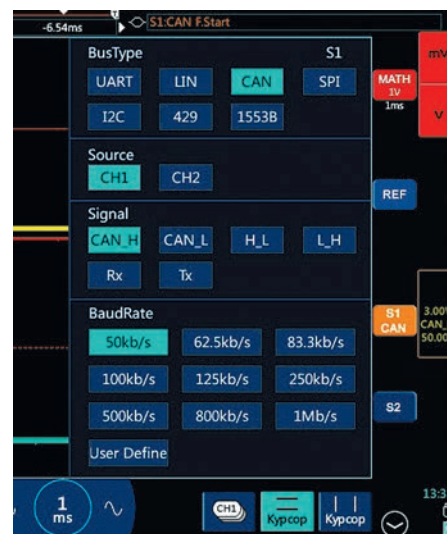 -6.54ms
T
S1:CAN F.Start
BusType S1
UART LIN CAN SPI
I2C 429 1553B
Source
CH1 CH2
Signal
CAN_H CAN_L H_L L_H
Rx Tx
BaudRate
50kb/s 62.5kb/s 83.3kb/s
100kb/s 125kb/s 250kb/s
500kb/s 800kb/s 1Mb/s
User Define
mV
MATH
1V
1ms
V
REF
S1
CAN
3.00V
CAN_
50.00
S2
1
ms
CH1
Курсор
Курсор
13:3